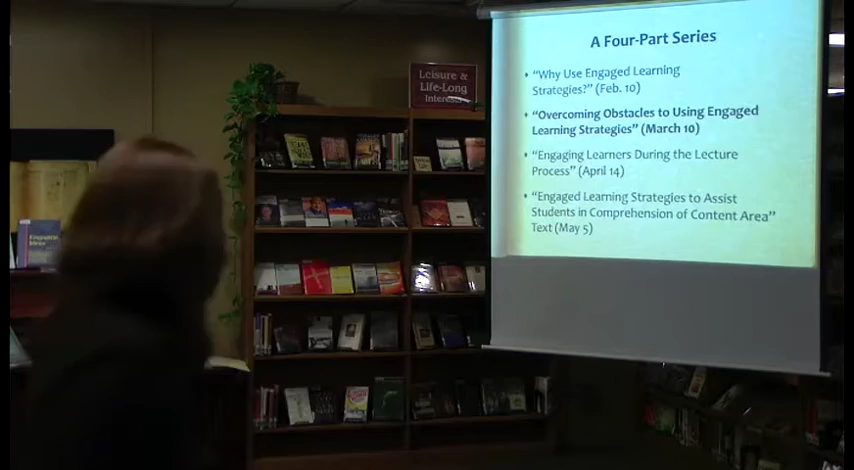 A Four-Part Series
"Why Use Engaged Learning
Strategies?" (Feb. 10)
"Overcoming Obstacles to Using Engaged
Learning Strategies" (March 10)
"Engaging Learners During the Lecture
Process" (April 14)
"Engaged Learning Strategies to Assist
Students in Comprehension of Content Area"
Text (May 5)
Leisure &
Life-Long
Interests